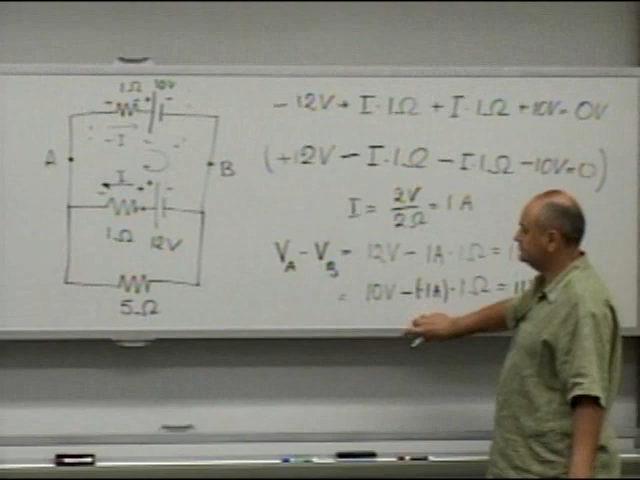 1Ω 10V
- +
+ -
-I
A
B
I
- + + -
1Ω 12V
5Ω
-12V + I·1Ω + I·1Ω + 10V = 0V
(+12V - I·1Ω - I·1Ω - 10V = 0)
I = 2V/2Ω = 1A
V_A - V_B = 12V - 1A·1Ω =
= 10V - (-1A)·1Ω =